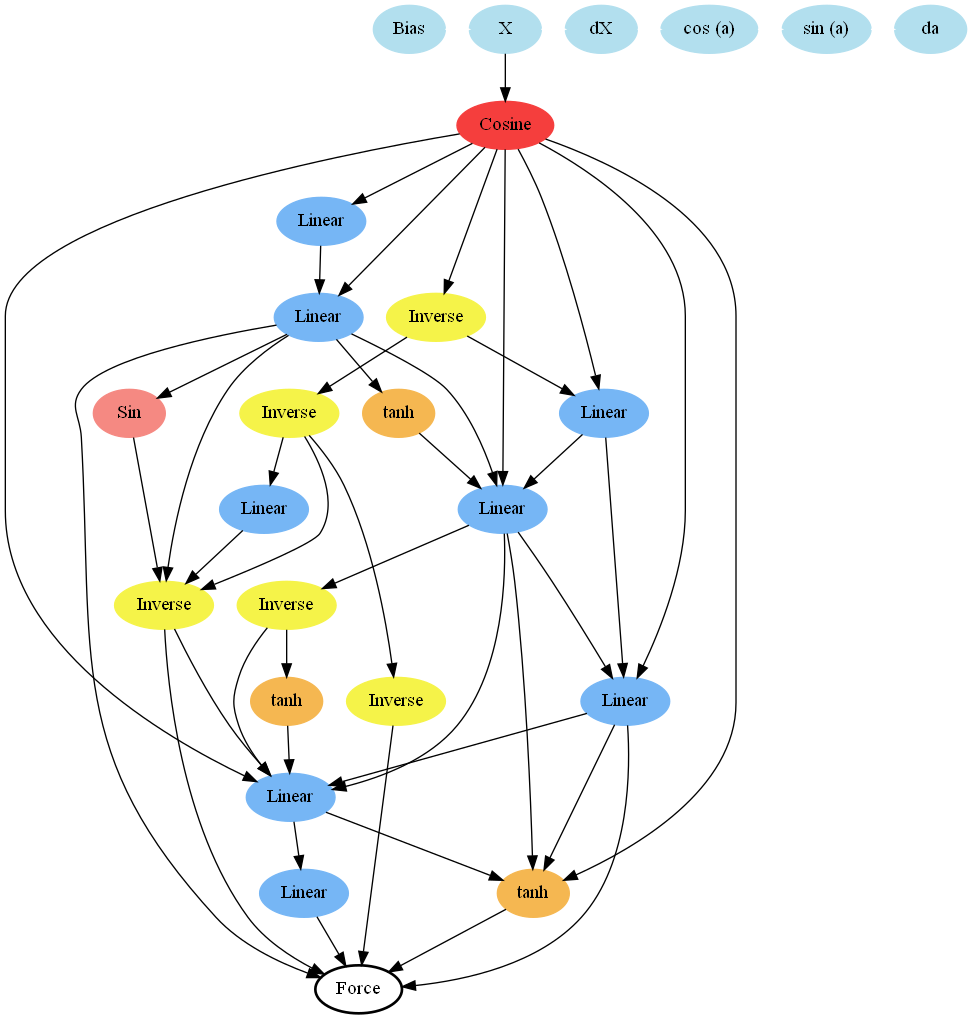 Bias
X
dX
cos (a)
sin (a)
da
Cosine
Linear
Linear
Inverse
Sin
Inverse
tanh
Linear
Linear
Linear
Inverse
Inverse
tanh
Inverse
Linear
Linear
Linear
tanh
Force